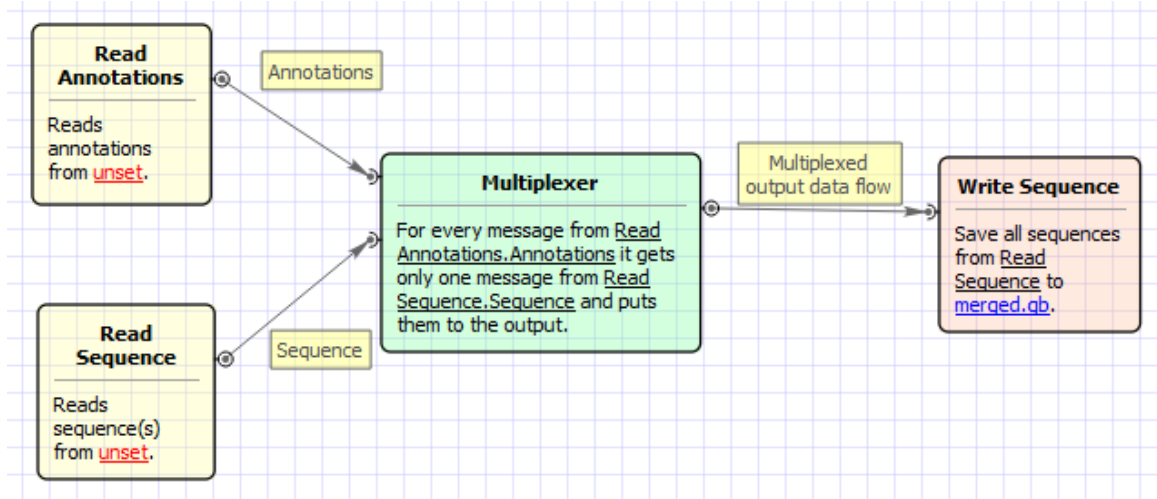 Read
Annotations
Reads
annotations
from unset.
Annotations
Read
Sequence
Reads
sequence(s)
from unset.
Sequence
Multiplexer
For every message from Read
Annotations.Annotations it gets
only one message from Read
Sequence.Sequence and puts
them to the output.
Multiplexed
output data flow
Write Sequence
Save all sequences
from Read
Sequence to
merged.gb.